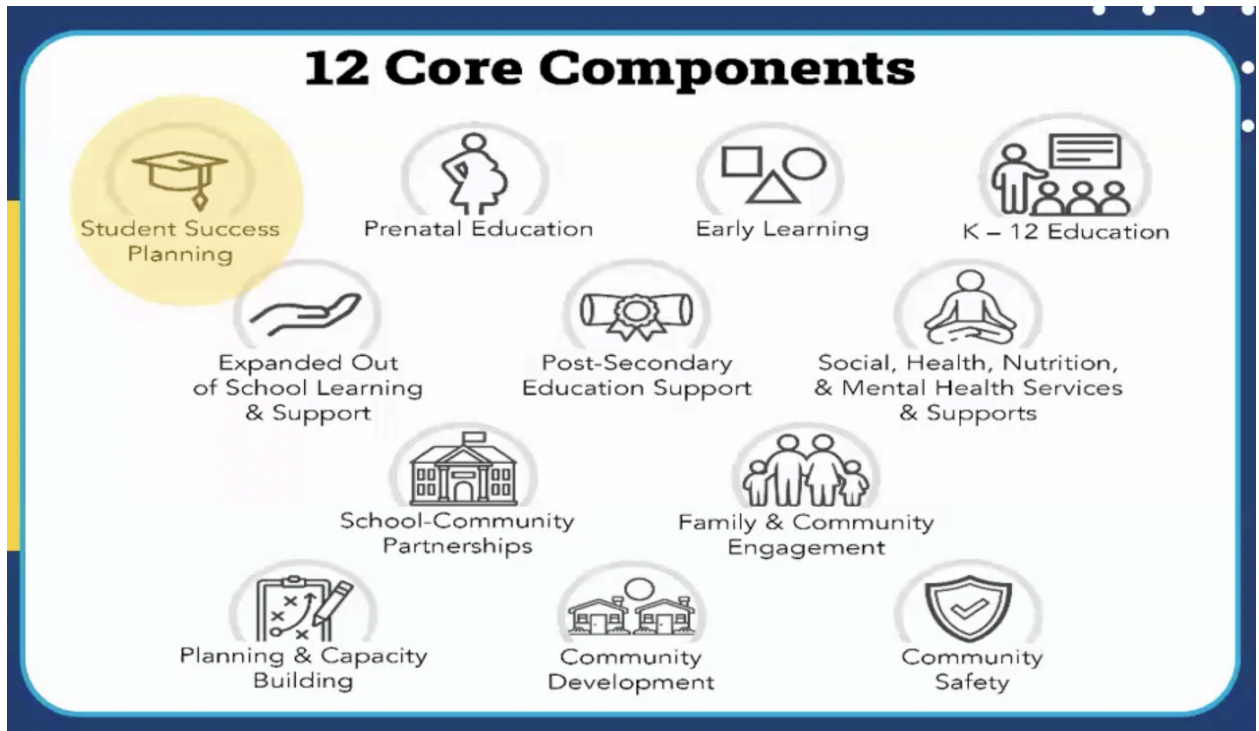 12 Core Components
Student Success
Planning
Prenatal Education
Early Learning
K – 12 Education
Expanded Out
of School Learning
& Support
Post-Secondary
Education Support
Social, Health, Nutrition,
& Mental Health Services
& Supports
School-Community
Partnerships
Family & Community
Engagement
Planning & Capacity
Building
Community
Development
Community
Safety